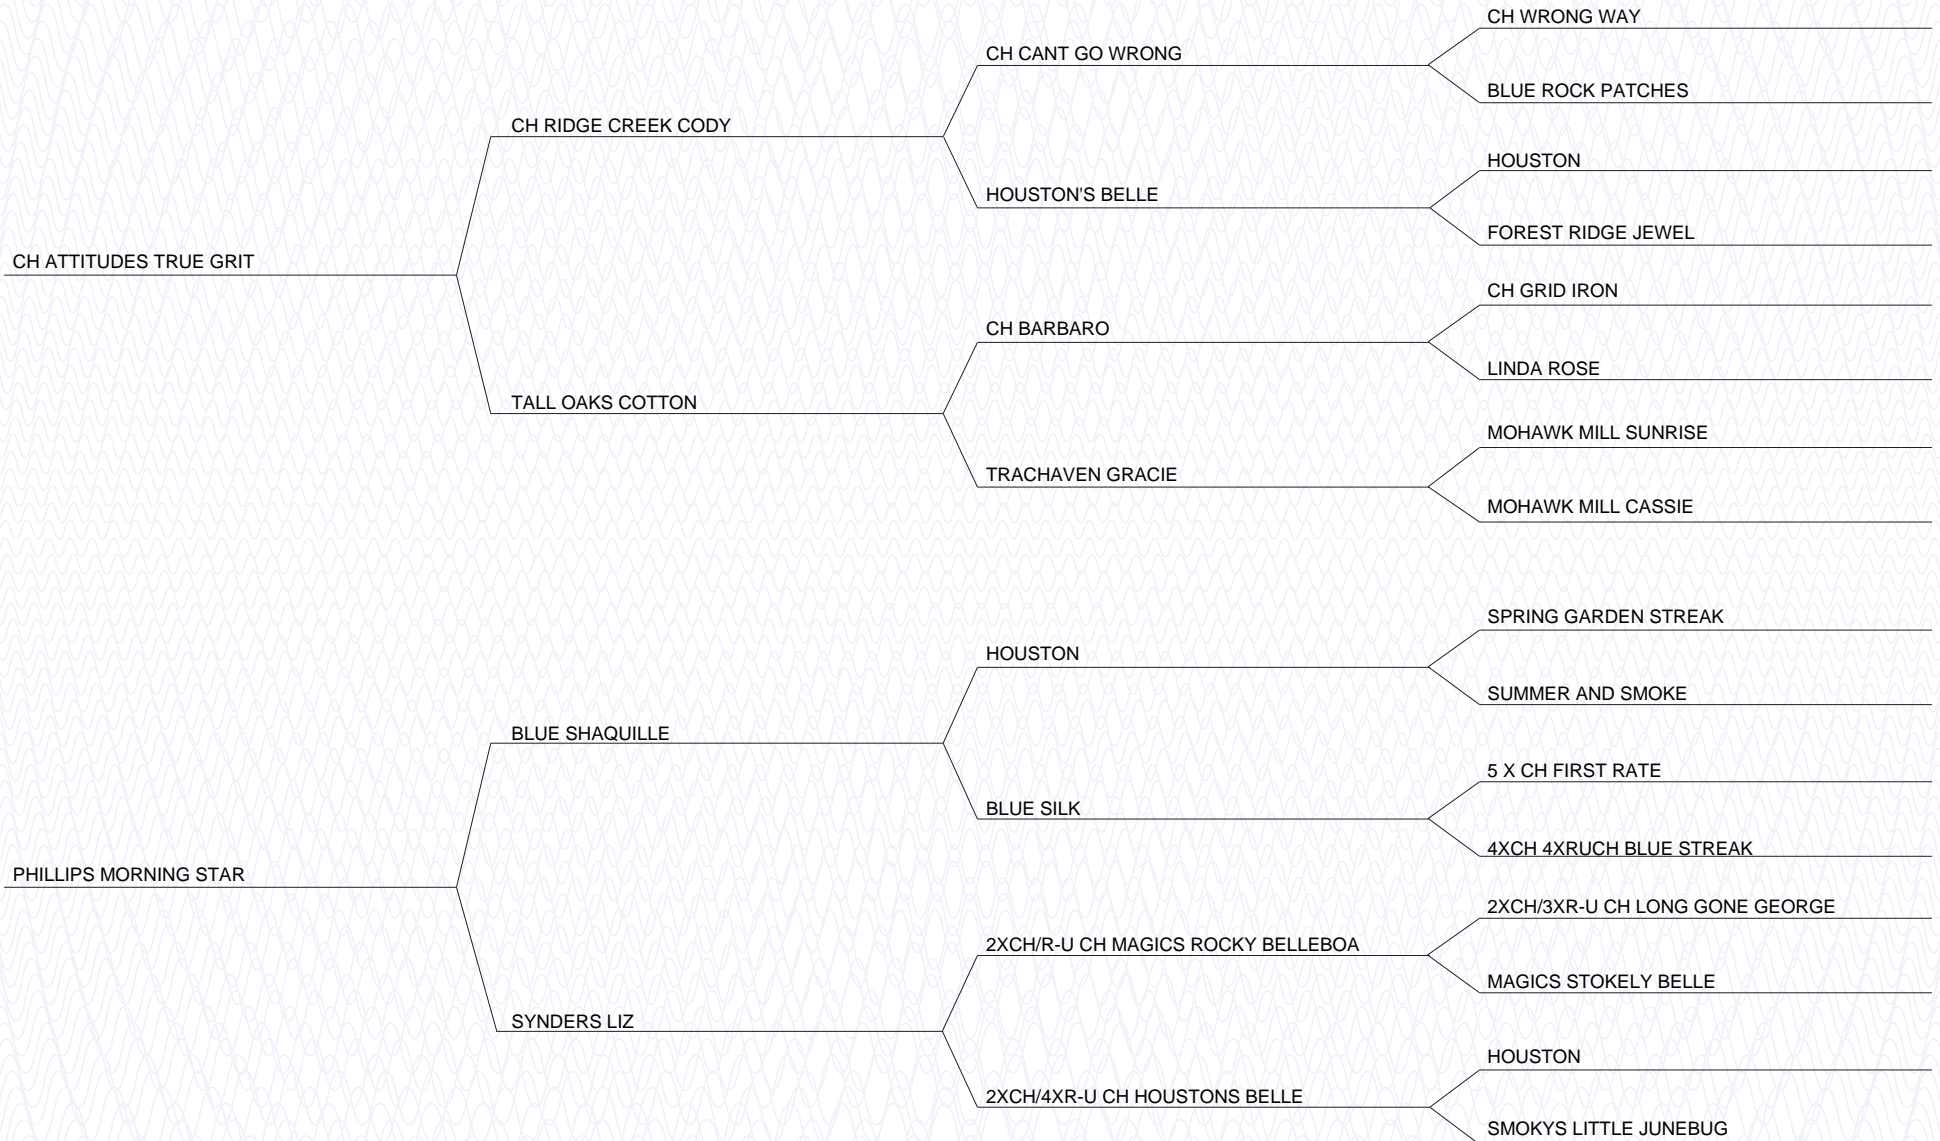 CH WRONG WAY
CH CANT GO WRONG
BLUE ROCK PATCHES
CH RIDGE CREEK CODY
HOUSTON
HOUSTON'S BELLE
FOREST RIDGE JEWEL
CH ATTITUDES TRUE GRIT
CH GRID IRON
CH BARBARO
LINDA ROSE
TALL OAKS COTTON
MOHAWK MILL SUNRISE
TRACHAVEN GRACIE
MOHAWK MILL CASSIE
SPRING GARDEN STREAK
HOUSTON
SUMMER AND SMOKE
BLUE SHAQUILLE
5 X CH FIRST RATE
BLUE SILK
4XCH 4XRUCH BLUE STREAK
PHILLIPS MORNING STAR
2XCH/3XR-U CH LONG GONE GEORGE
2XCH/R-U CH MAGICS ROCKY BELLEBOA
MAGICS STOKELY BELLE
SYNDERS LIZ
HOUSTON
2XCH/4XR-U CH HOUSTONS BELLE
SMOKYS LITTLE JUNEBUG